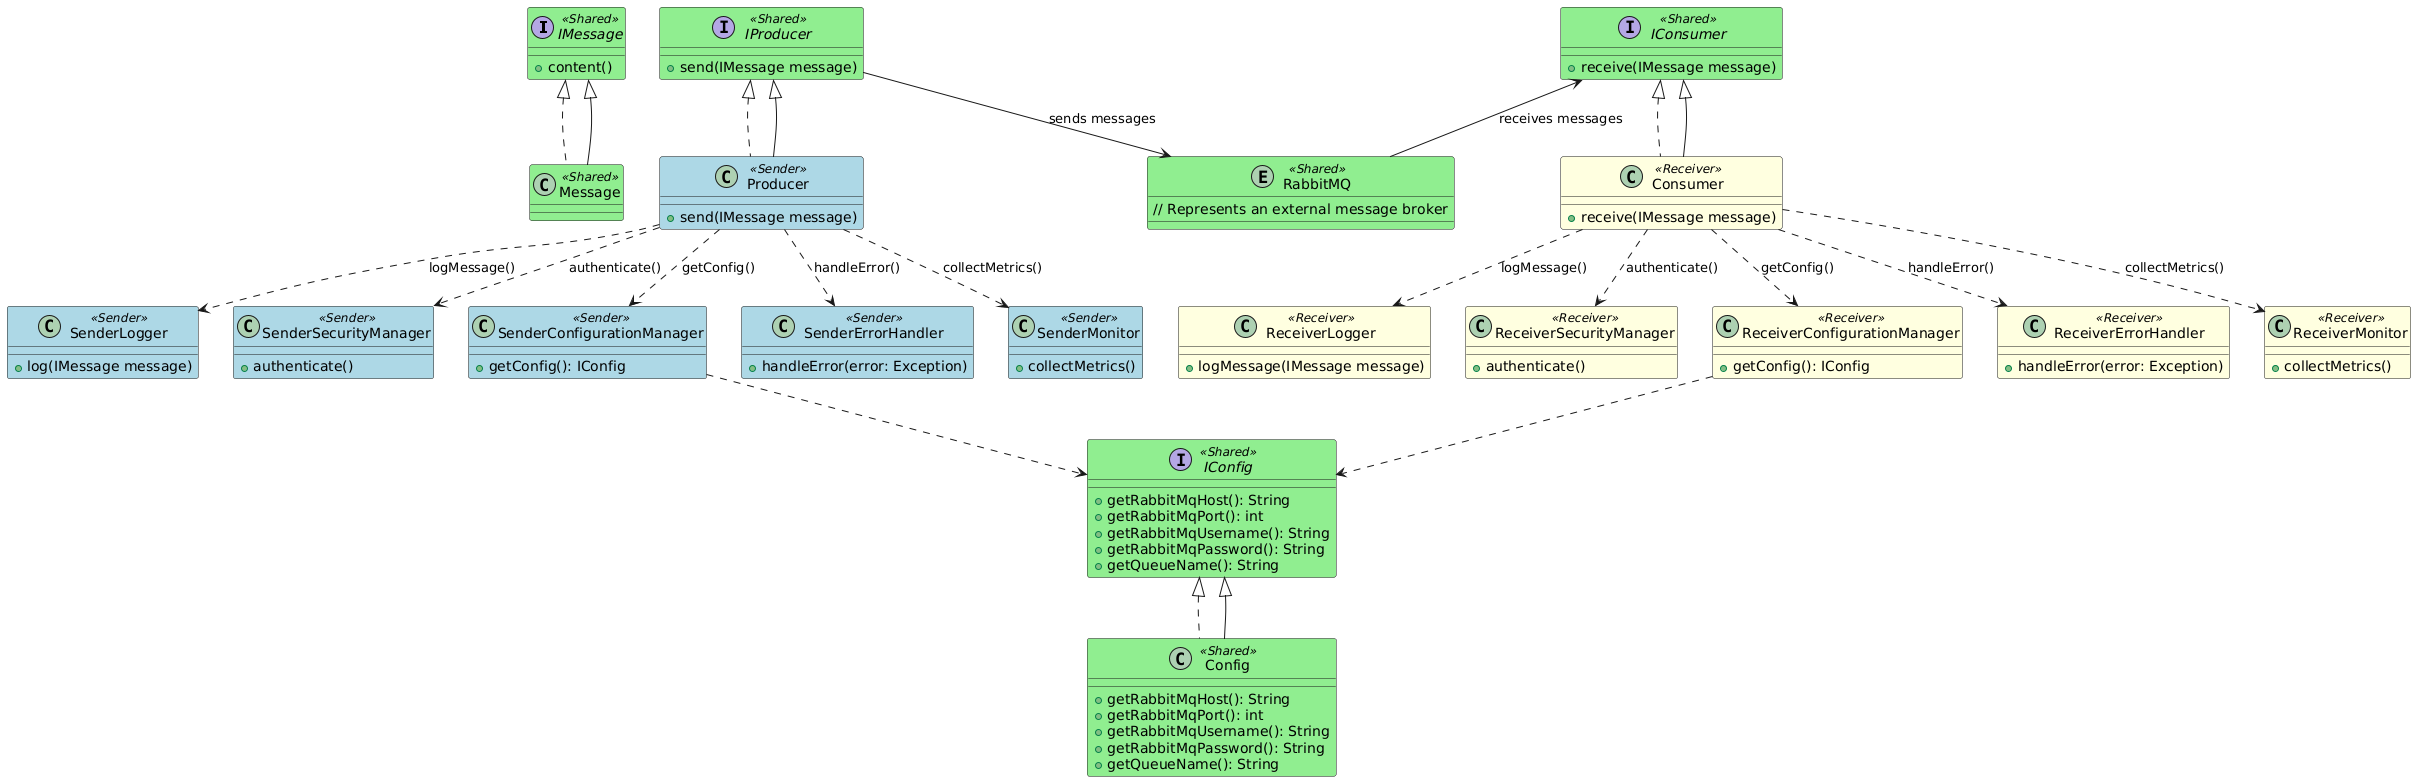 I
«Shared»
IMessage
content()
I
«Shared»
IProducer
send(IMessage message)
I
«Shared»
IConsumer
receive(IMessage message)
sends messages
receives messages
C
«Shared»
Message
C
«Sender»
Producer
send(IMessage message)
E
«Shared»
RabbitMQ
// Represents an external message broker
C
«Receiver»
Consumer
receive(IMessage message)
logMessage()
authenticate()
getConfig()
handleError()
collectMetrics()
logMessage()
authenticate()
getConfig()
handleError()
collectMetrics()
C
«Sender»
SenderLogger
log(IMessage message)
C
«Sender»
SenderSecurityManager
authenticate()
C
«Sender»
SenderConfigurationManager
getConfig(): IConfig
C
«Sender»
SenderErrorHandler
handleError(error: Exception)
C
«Sender»
SenderMonitor
collectMetrics()
C
«Receiver»
ReceiverLogger
logMessage(IMessage message)
C
«Receiver»
ReceiverSecurityManager
authenticate()
C
«Receiver»
ReceiverConfigurationManager
getConfig(): IConfig
C
«Receiver»
ReceiverErrorHandler
handleError(error: Exception)
C
«Receiver»
ReceiverMonitor
collectMetrics()
I
«Shared»
IConfig
getRabbitMqHost(): String
getRabbitMqPort(): int
getRabbitMqUsername(): String
getRabbitMqPassword(): String
getQueueName(): String
C
«Shared»
Config
getRabbitMqHost(): String
getRabbitMqPort(): int
getRabbitMqUsername(): String
getRabbitMqPassword(): String
getQueueName(): String